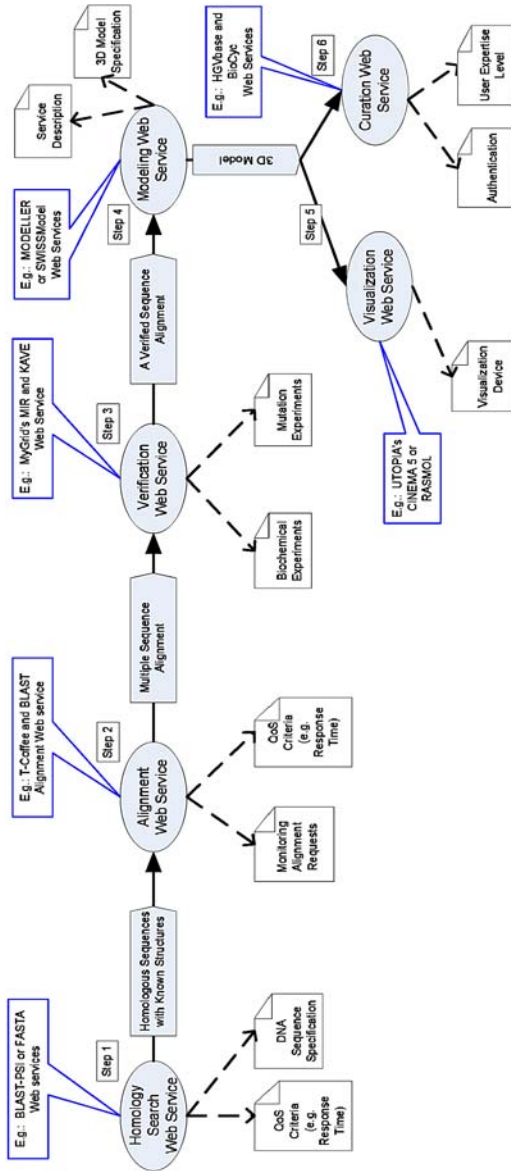 E.g.: BLAST-PSI or FASTA
Web services
Step 1
Homology
Search
Web Service
QoS
Criteria
(e.g.
Response
Time)
DNA
Sequence
Specification
Homologous Sequences
with Known Structures
E.g.: T-Coffee and BLAST
Alignment Web service
Step 2
Alignment
Web Service
Monitoring
Alignment
Requests
QoS
Criteria
(e.g.
Response
Time)
Multiple Sequence
Alignment
E.g.: MyGrid's MIR and KAVE
Web Service
Step 3
Verification
Web Service
Biochemical
Experiments
Mutation
Experiments
A Verified Sequence
Alignment
E.g.: MODELLER
or SWISSModel
Web Services
Step 4
Modeling Web
Service
Service
Description
3D Model
Specification
3D Model
Step 5
Visualization
Web Service
E.g.: UTOPIA's
CINEMA 5 or
RASMOL
Visualization
Device
E.g.: HGVbase and
BioCyc
Web Services
Step 6
Curation Web
Service
Authentication
User Expertise
Level